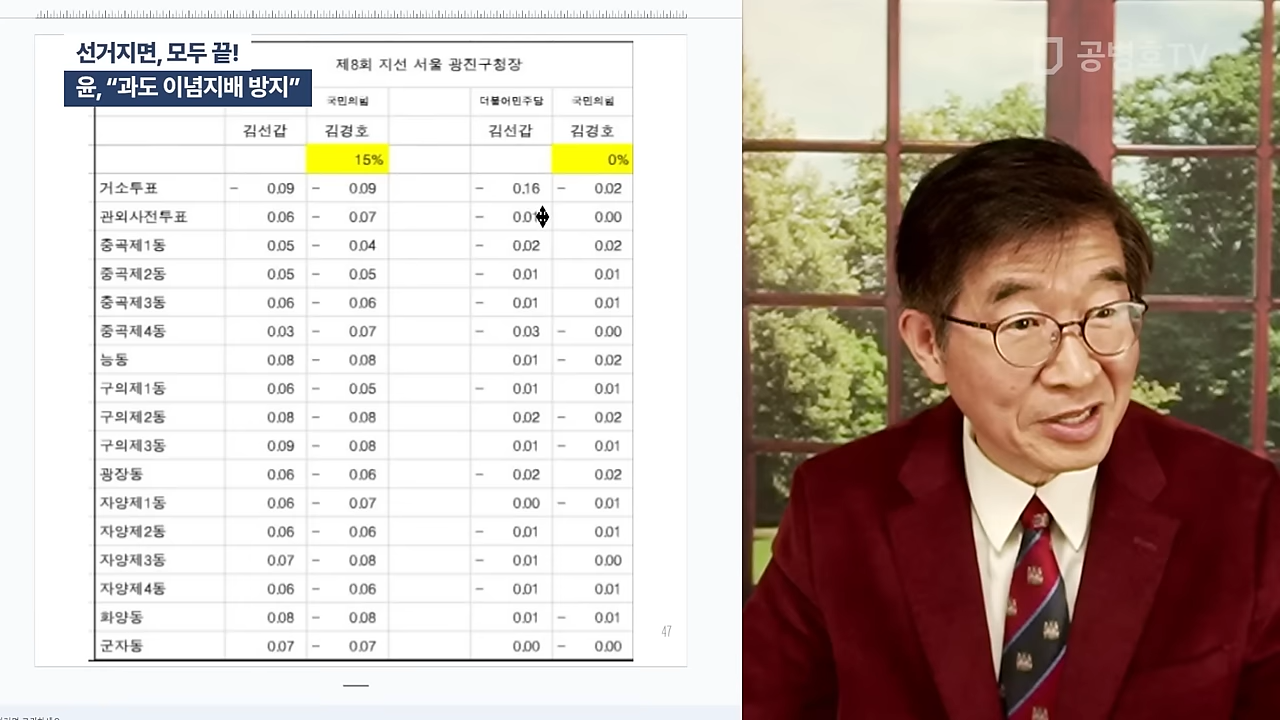 선거지면, 모두 끝!
윤, “과도 이념지배 방지”
공병호TV
제8회 지선 서울 광진구청장
국민의힘 더불어민주당 국민의힘
김선갑 김경호 김선갑 김경호
15% 0%
거소투표 – 0.09 – 0.09 – 0.16 – 0.02
관외사전투표 0.06 – 0.07 – 0.01 0.00
중곡제1동 0.05 – 0.04 – 0.02 0.02
중곡제2동 0.05 – 0.05 – 0.01 0.01
중곡제3동 0.06 – 0.06 – 0.01 0.01
중곡제4동 0.03 – 0.07 – 0.03 – 0.00
능동 0.08 – 0.08 0.01 – 0.02
구의제1동 0.06 – 0.05 – 0.01 0.01
구의제2동 0.08 – 0.08 0.02 – 0.02
구의제3동 0.09 – 0.08 0.01 – 0.01
광장동 0.06 – 0.06 – 0.02 0.02
자양제1동 0.06 – 0.07 0.00 – 0.01
자양제2동 0.06 – 0.06 – 0.01 0.01
자양제3동 0.07 – 0.08 – 0.01 0.00
자양제4동 0.06 – 0.06 – 0.01 0.01
화양동 0.08 – 0.08 0.01 – 0.01
군자동 0.07 – 0.07 0.00 – 0.00
47